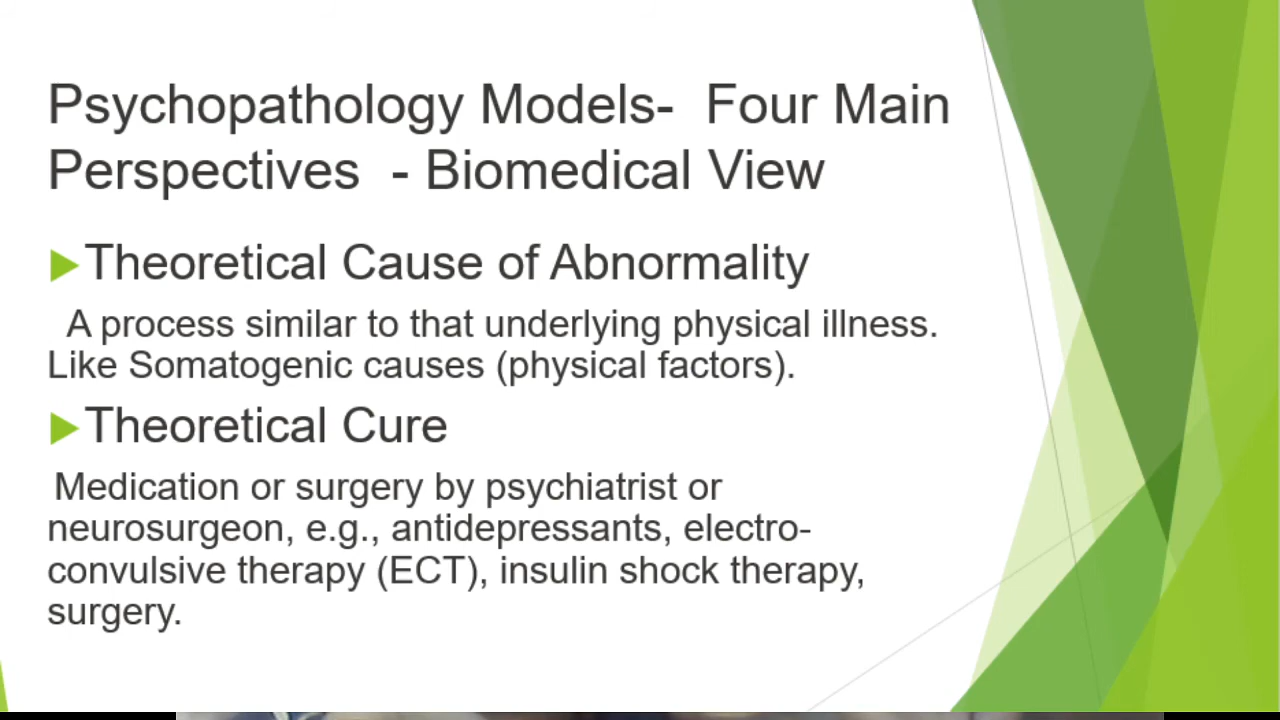 Psychopathology Models-  Four Main
Perspectives  - Biomedical View
Theoretical Cause of Abnormality
A process similar to that underlying physical illness.
Like Somatogenic causes (physical factors).
Theoretical Cure
Medication or surgery by psychiatrist or
neurosurgeon, e.g., antidepressants, electro-
convulsive therapy (ECT), insulin shock therapy,
surgery.